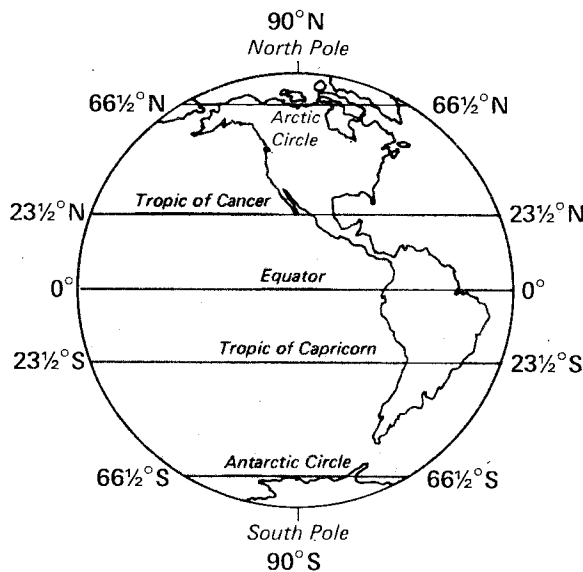 90°N
North Pole
66½°N
66½°N
Arctic
Circle
Tropic of Cancer
23½°N
23½°N
Equator
0°
0°
Tropic of Capricorn
23½°S
23½°S
Antarctic Circle
66½°S
66½°S
South Pole
90°S